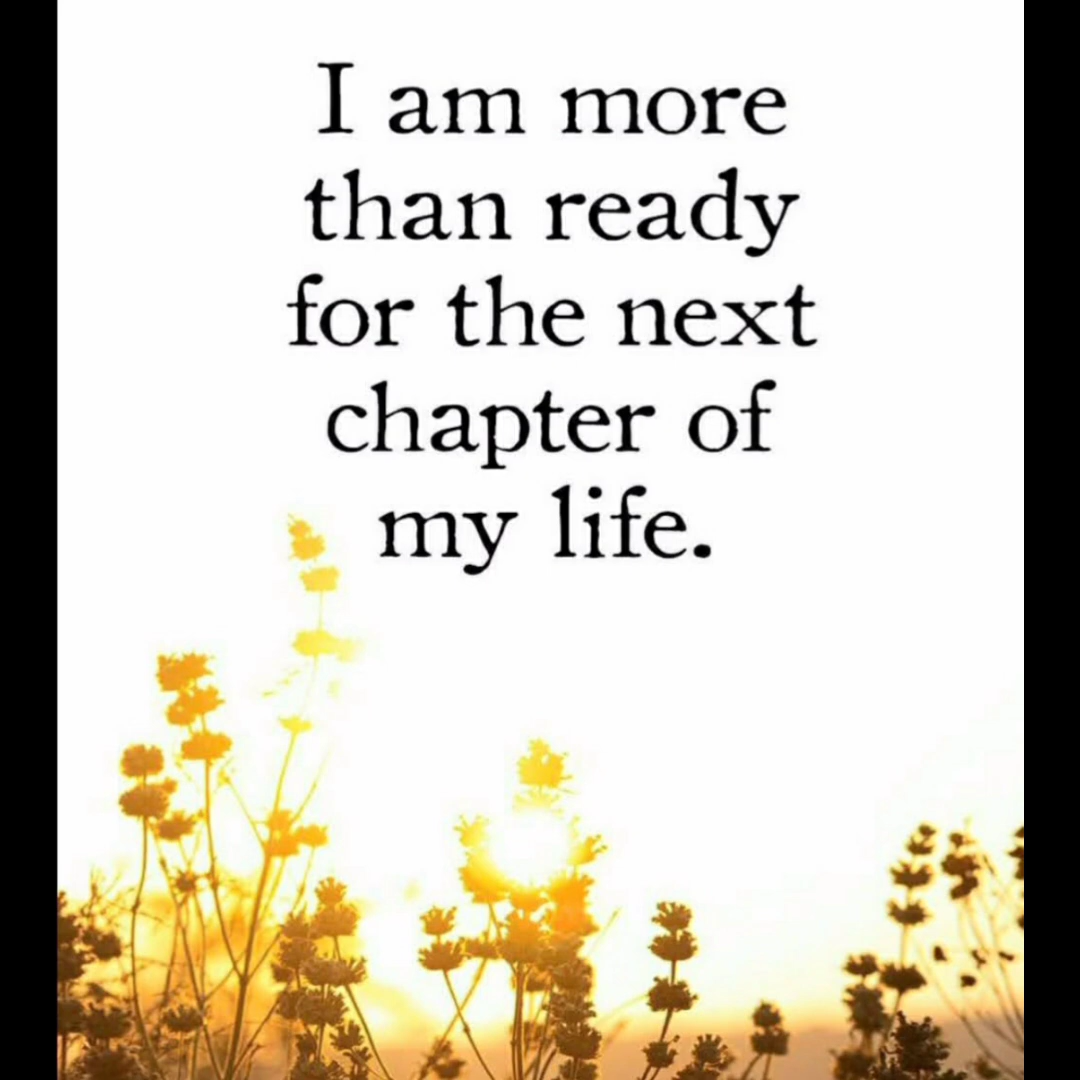 I am more
than ready
for the next
chapter of
my life.